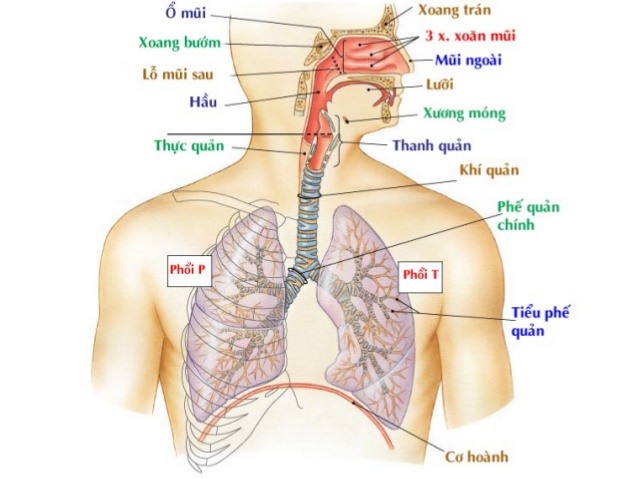 Ổ mũi
Xoang trán
Xoang bướm
3 x. xoăn mũi
Mũi ngoài
Lỗ mũi sau
Lưỡi
Hầu
Xương móng
Thực quản
Thanh quản
Khí quản
Phế quản
chính
Phổi P
Phổi T
Tiểu phế
quản
Cơ hoành